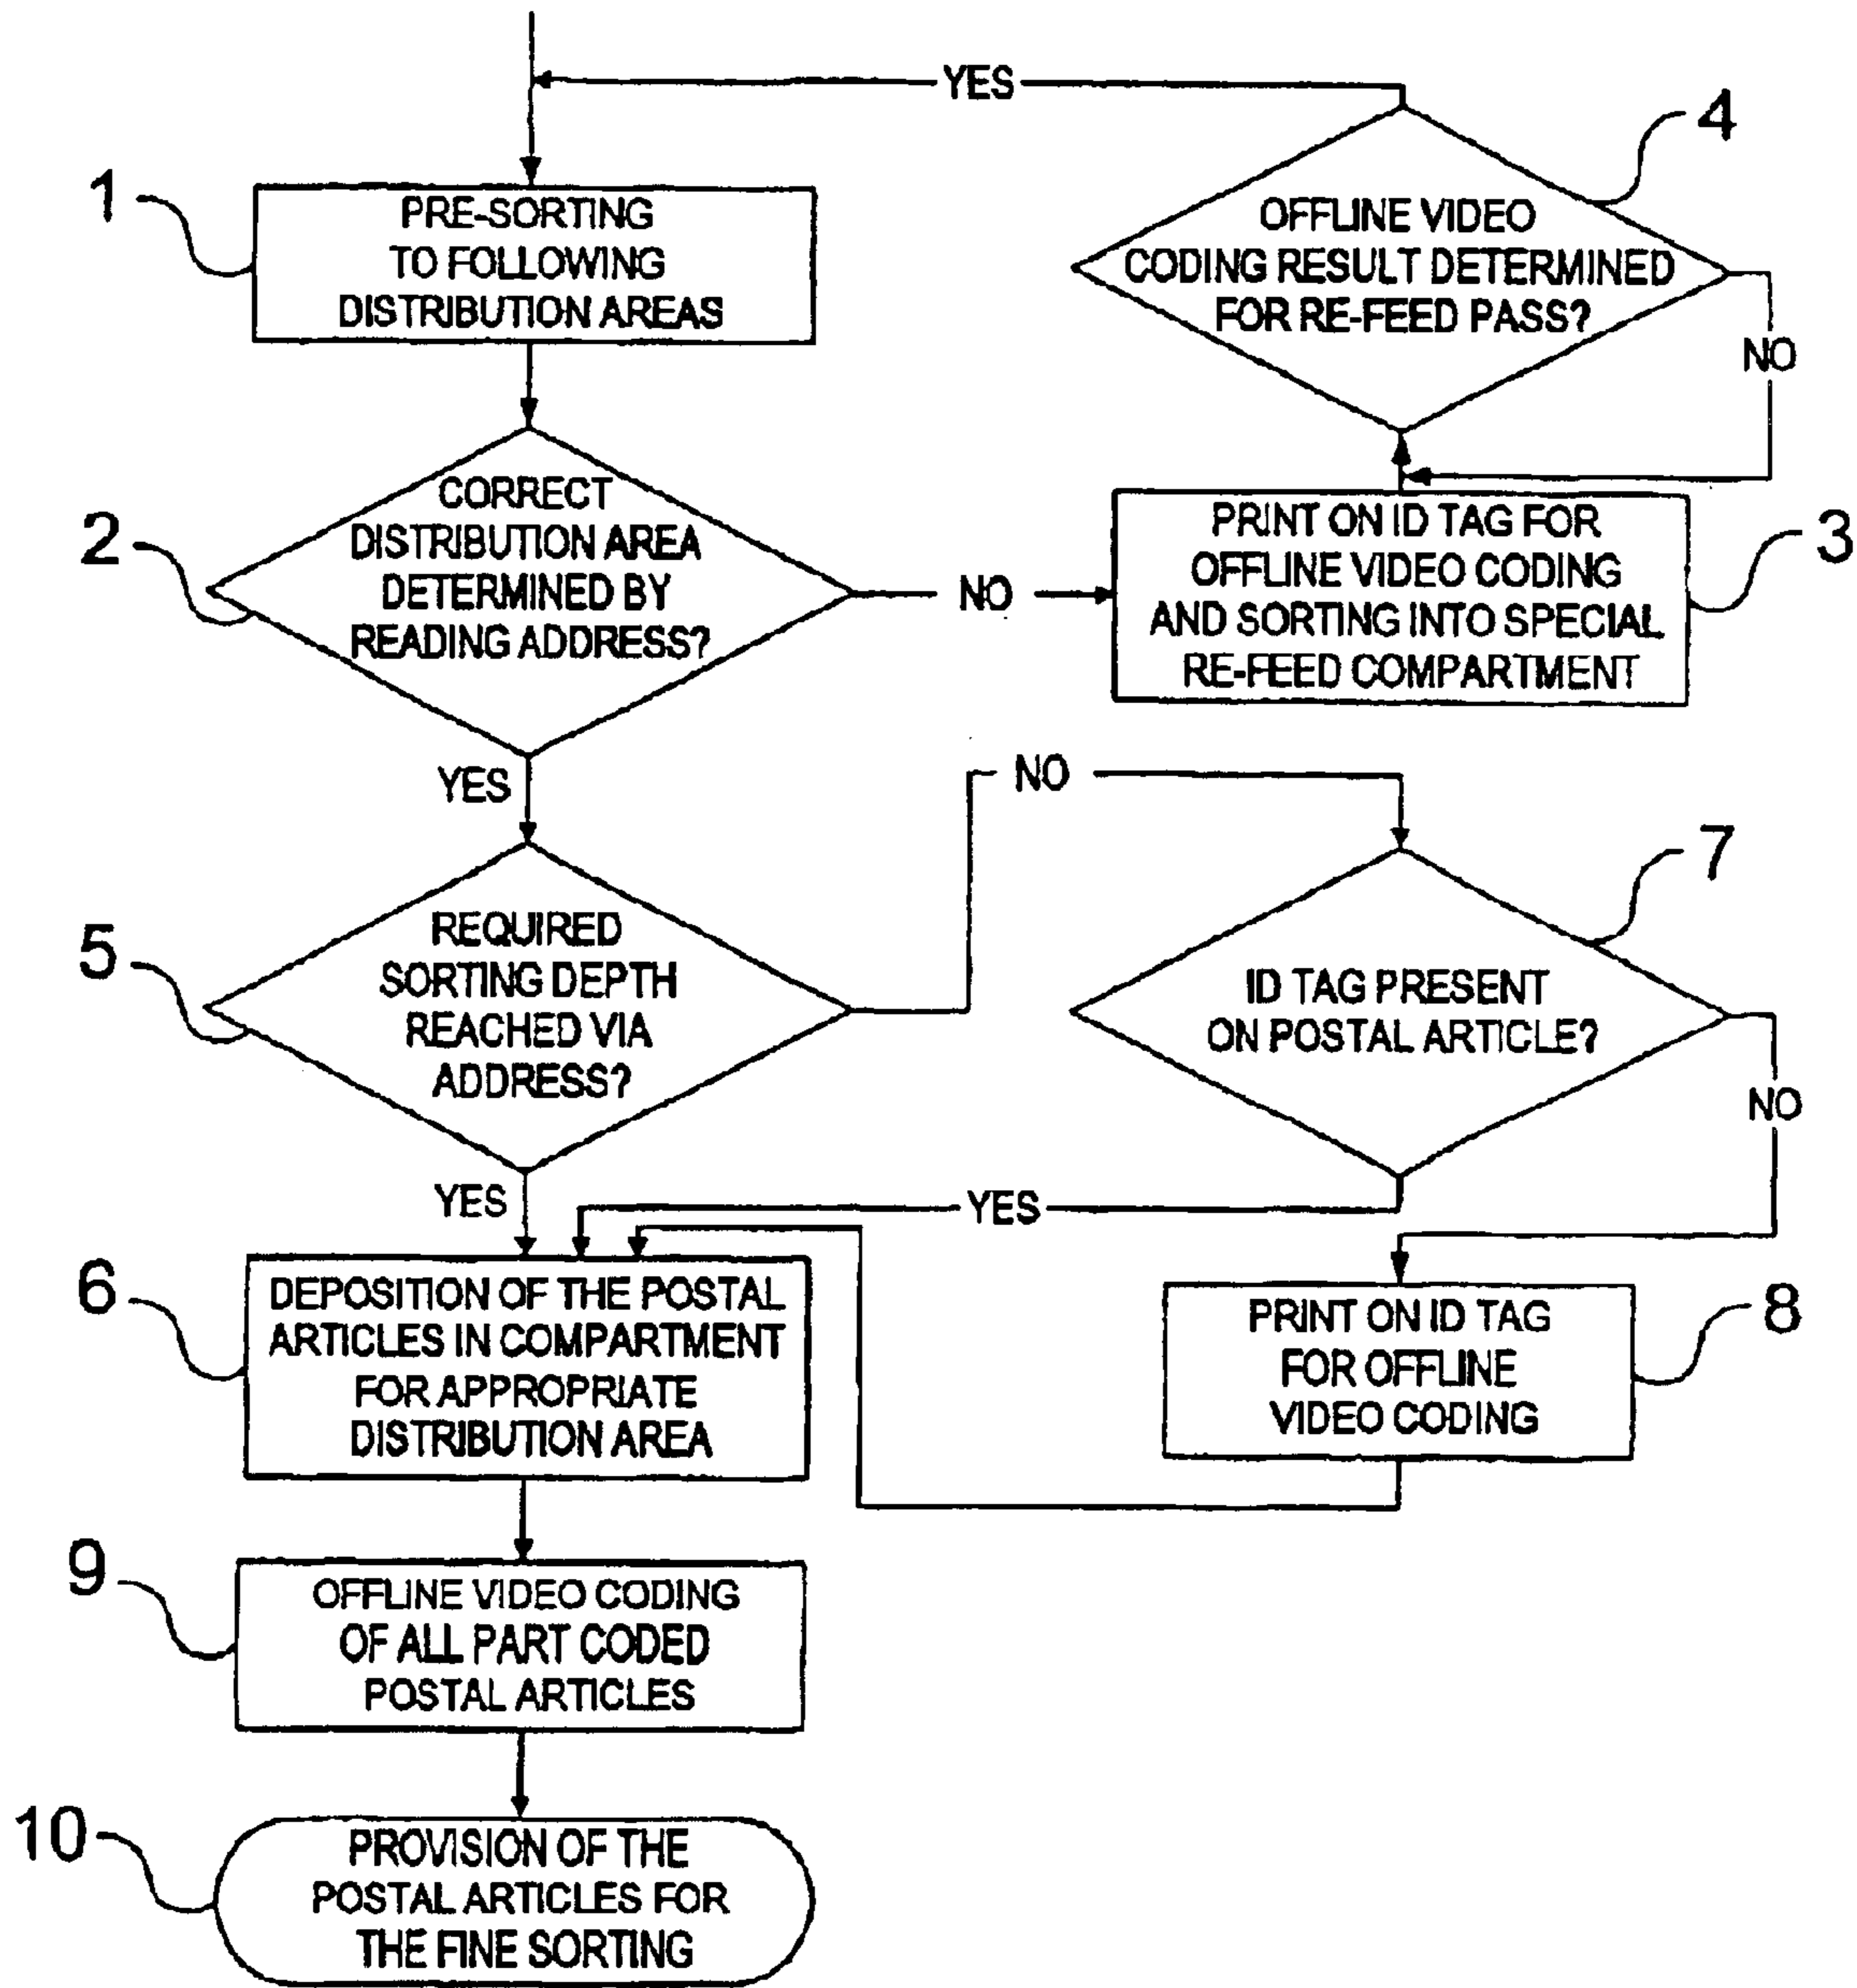 YES
4
1
PRE-SORTING
TO FOLLOWING
DISTRIBUTION AREAS
OFFLINE VIDEO
CODING RESULT DETERMINED
FOR RE-FEED PASS?
NO
2
CORRECT
DISTRIBUTION AREA
DETERMINED BY
READING ADDRESS?
NO
PRINT ON ID TAG FOR
OFFLINE VIDEO CODING
AND SORTING INTO SPECIAL
RE-FEED COMPARTMENT
3
YES
NO
5
REQUIRED
SORTING DEPTH
REACHED VIA
ADDRESS?
7
ID TAG PRESENT
ON POSTAL ARTICLE?
NO
YES
YES
6
DEPOSITION OF THE POSTAL
ARTICLES IN COMPARTMENT
FOR APPROPRIATE
DISTRIBUTION AREA
PRINT ON ID TAG
FOR OFFLINE
VIDEO CODING
8
9
OFFLINE VIDEO CODING
OF ALL PART CODED
POSTAL ARTICLES
10
PROVISION OF THE
POSTAL ARTICLES FOR
THE FINE SORTING